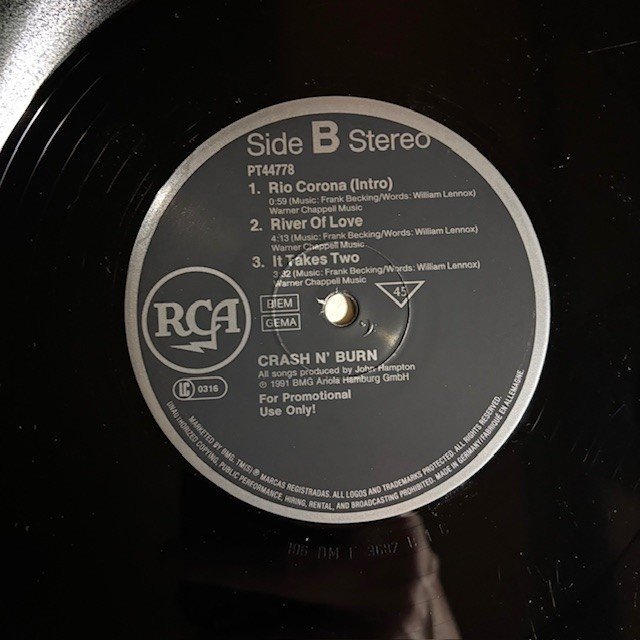 Side B Stereo
PT44778
1. Rio Corona (Intro)
0:59 (Music: Frank Becking/Words: William Lennox)
Warner Chappell Music
2. River Of Love
4:13 (Music: Frank Becking/Words: William Lennox)
Warner Chappell Music
3. It Takes Two
3:32 (Music: Frank Becking/Words: William Lennox)
Warner Chappell Music
RCA
BIEM
GEMA
45
CRASH N' BURN
All songs produced by John Hampton
℗ 1991 BMG Ariola Hamburg GmbH
LC 0316
For Promotional
Use Only!
MARKETED BY BMG. TM(S) ® MARCAS REGISTRADAS. ALL LOGOS AND TRADEMARKS PROTECTED. ALL RIGHTS RESERVED.
UNAUTHORIZED COPYING, PUBLIC PERFORMANCE, HIRING, RENTAL, AND BROADCASTING PROHIBITED. MADE IN GERMANY/FABRIQUÉ EN ALLEMAGNE.